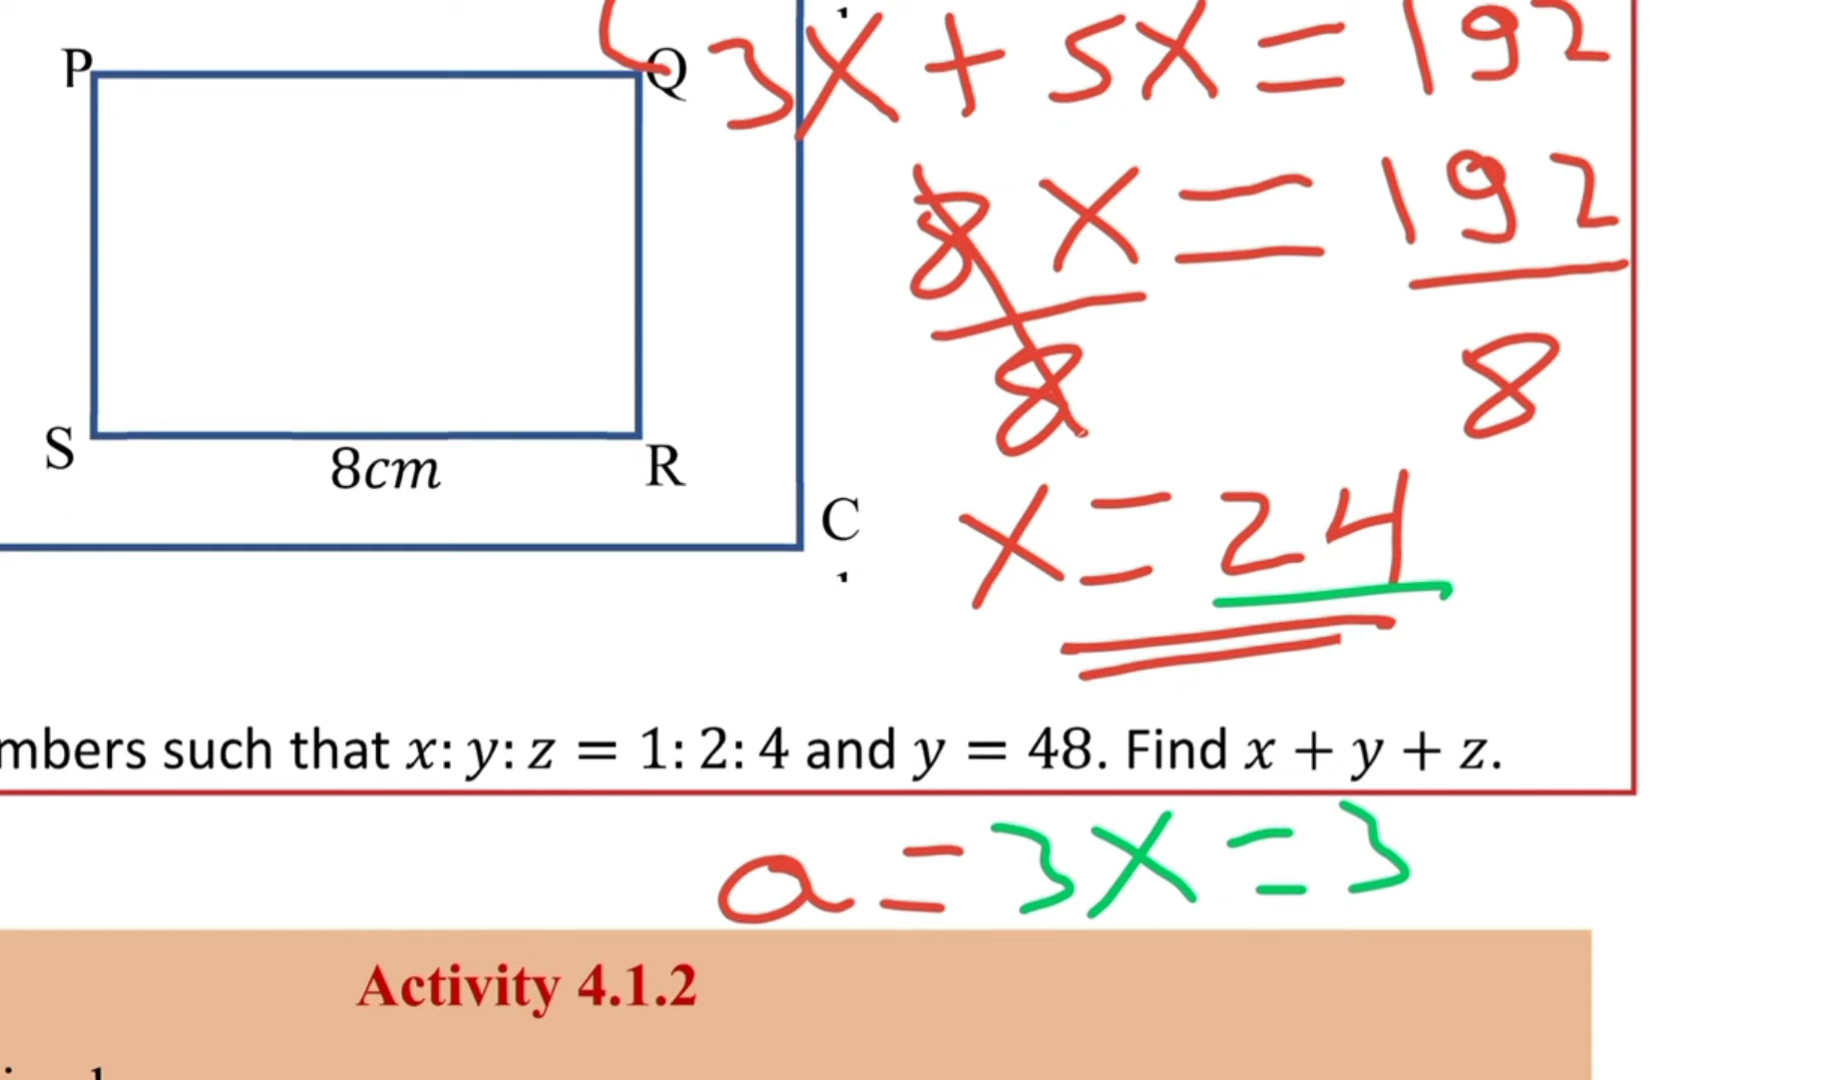 3x + 5x = 192
P
Q
8x = 192
8 8
S
8cm
R
C
x = 24
mbers such that x: y: z = 1: 2: 4 and y = 48. Find x + y + z.
a = 3x = 3
Activity 4.1.2